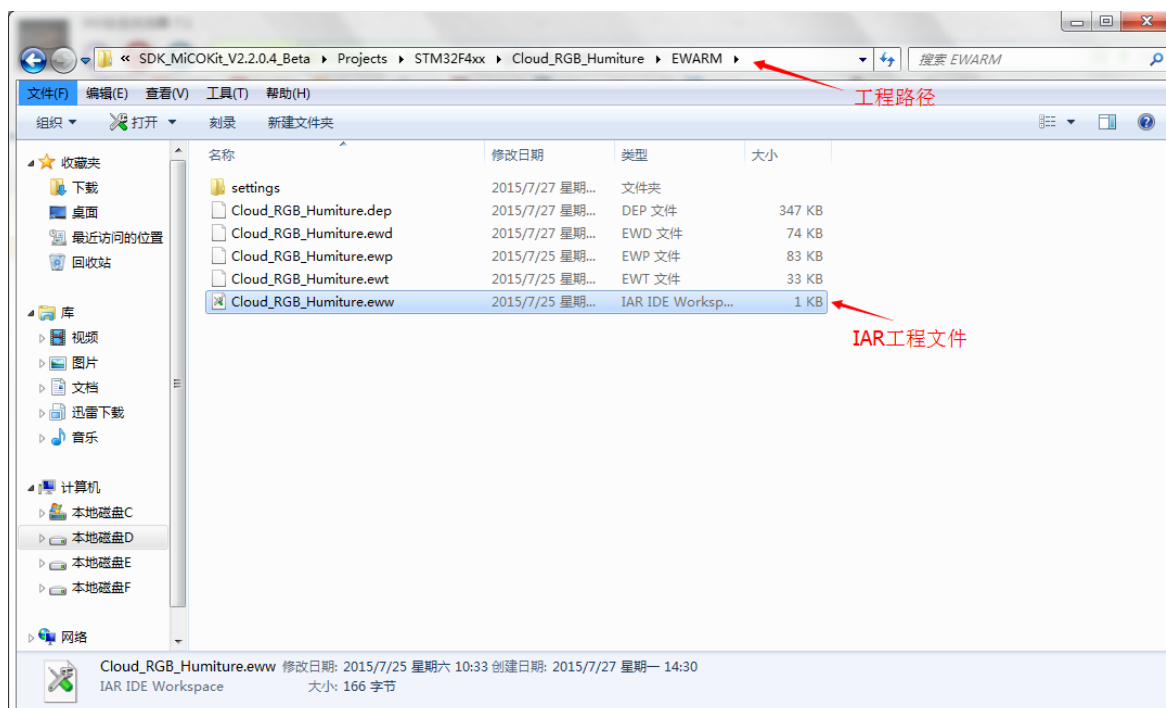 « SDK_MiCOKit_V2.2.0.4_Beta ▸ Projects ▸ STM32F4xx ▸ Cloud_RGB_Humiture ▸ EWARM ▸ 搜索 EWARM
工程路径
文件(F) 编辑(E) 查看(V) 工具(T) 帮助(H)
组织 打开 刻录 新建文件夹
收藏夹
下载
桌面
最近访问的位置
回收站
库
视频
图片
文档
迅雷下载
音乐
计算机
本地磁盘C
本地磁盘D
本地磁盘E
本地磁盘F
网络
名称 修改日期 类型 大小
settings 2015/7/27 星期... 文件夹
Cloud_RGB_Humiture.dep 2015/7/27 星期... DEP 文件 347 KB
Cloud_RGB_Humiture.ewd 2015/7/27 星期... EWD 文件 74 KB
Cloud_RGB_Humiture.ewp 2015/7/25 星期... EWP 文件 83 KB
Cloud_RGB_Humiture.ewt 2015/7/25 星期... EWT 文件 33 KB
Cloud_RGB_Humiture.eww 2015/7/25 星期... IAR IDE Worksp... 1 KB
IAR工程文件
Cloud_RGB_Humiture.eww 修改日期: 2015/7/25 星期六 10:33 创建日期: 2015/7/27 星期一 14:30
IAR IDE Workspace 大小: 166 字节